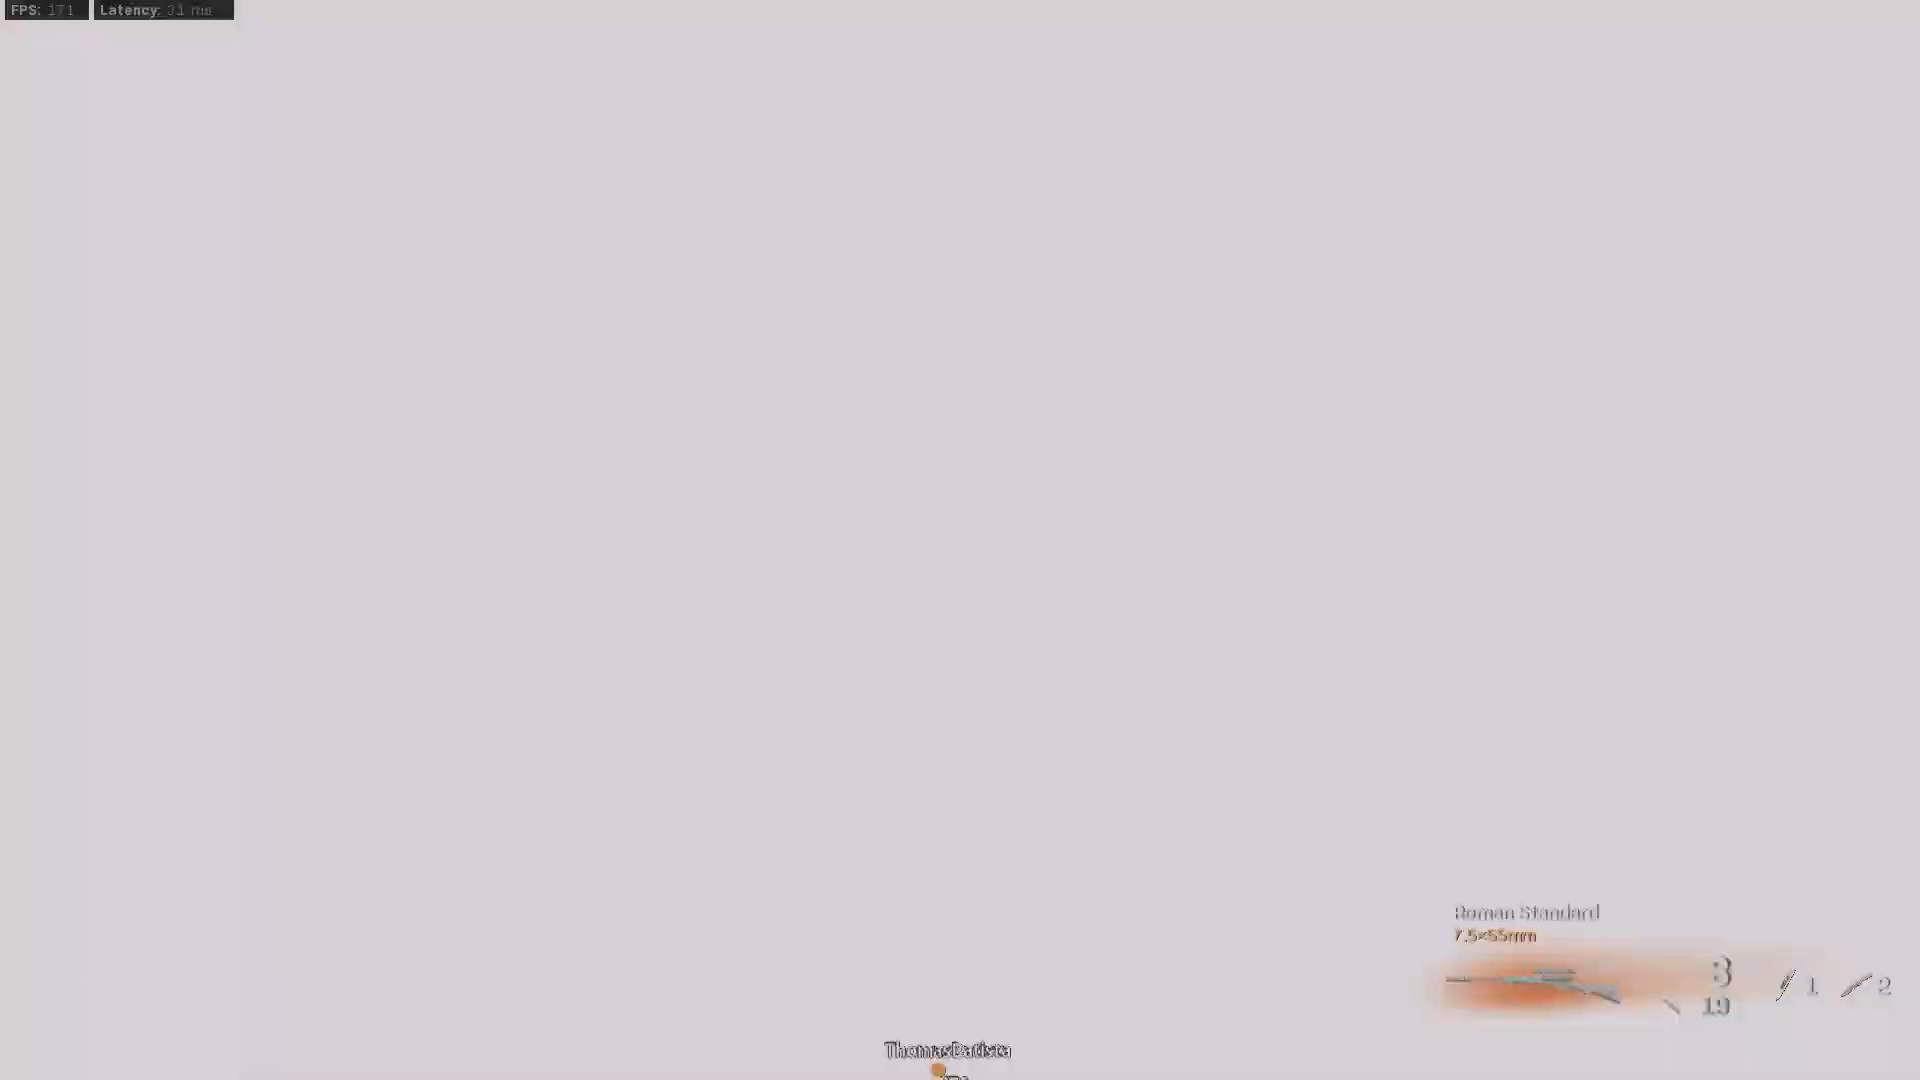 FPS: 171 Latency: 31 ms
Roman Standard
7.5×55mm
3
19
1
2
ThomasBatista